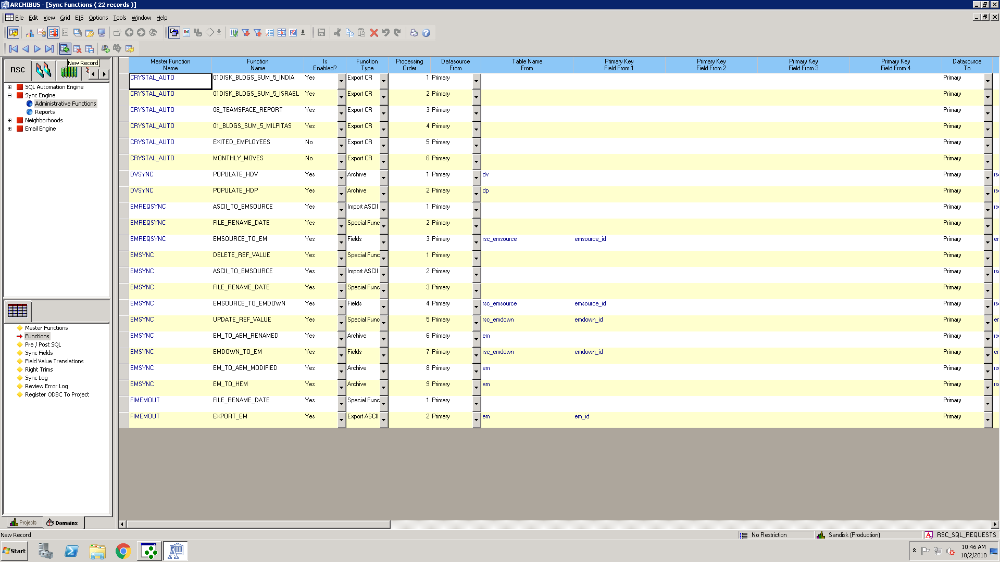 ARCHIBUS - [Sync Functions ( 22 records )]
File Edit View Grid EIS Options Tools Window Help
New Record
RSC
SQL Automation Engine
Sync Engine
Administrative Functions
Reports
Neighborhoods
Email Engine
Master Functions
Functions
Pre / Post SQL
Sync Fields
Field Value Translations
Right Trims
Sync Log
Review Error Log
Register ODBC To Project
Projects Domains
Master Function Name Function Name Is Enabled? Function Type Processing Order Datasource From Table Name From Primary Key Field From 1 Primary Key Field From 2 Primary Key Field From 3 Primary Key Field From 4 Datasource To
CRYSTAL_AUTO 01DISK_BLDGS_SUM_5_INDIA Yes Export CR 1 Primary Primary
CRYSTAL_AUTO 01DISK_BLDGS_SUM_5_ISRAEL Yes Export CR 2 Primary Primary
CRYSTAL_AUTO 08_TEAMSPACE_REPORT Yes Export CR 3 Primary Primary
CRYSTAL_AUTO 01_BLDGS_SUM_5_MILPITAS Yes Export CR 4 Primary Primary
CRYSTAL_AUTO EXITED_EMPLOYEES No Export CR 5 Primary Primary
CRYSTAL_AUTO MONTHLY_MOVES No Export CR 6 Primary Primary
DVSYNC POPULATE_HDV Yes Archive 1 Primary dv Primary
DVSYNC POPULATE_HDP Yes Archive 2 Primary dp Primary
EMREQSYNC ASCII_TO_EMSOURCE Yes Import ASCII 1 Primary Primary
EMREQSYNC FILE_RENAME_DATE Yes Special Func 2 Primary Primary
EMREQSYNC EMSOURCE_TO_EM Yes Fields 3 Primary rsc_emsource emsource_id Primary
EMSYNC DELETE_REF_VALUE Yes Special Func 1 Primary Primary
EMSYNC ASCII_TO_EMSOURCE Yes Import ASCII 2 Primary Primary
EMSYNC FILE_RENAME_DATE Yes Special Func 3 Primary Primary
EMSYNC EMSOURCE_TO_EMDOWN Yes Fields 4 Primary rsc_emsource emsource_id Primary
EMSYNC UPDATE_REF_VALUE Yes Special Func 5 Primary rsc_emdown emdown_id Primary
EMSYNC EM_TO_AEM_RENAMED Yes Archive 6 Primary em Primary
EMSYNC EMDOWN_TO_EM Yes Fields 7 Primary rsc_emdown emdown_id Primary
EMSYNC EM_TO_AEM_MODIFIED Yes Archive 8 Primary em Primary
EMSYNC EM_TO_HEM Yes Archive 9 Primary em Primary
FIMEMOUT FILE_RENAME_DATE Yes Special Func 1 Primary Primary
FIMEMOUT EXPORT_EM Yes Export ASCII 2 Primary em em_id Primary
New Record No Restriction Sandisk (Production) RSC_SQL_REQUESTS
Start 10:46 AM
10/2/2018